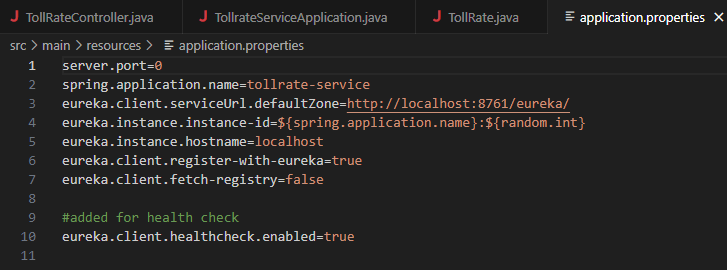 TollRateController.java TollrateServiceApplication.java TollRate.java application.properties
src > main > resources > application.properties
1 server.port=0
2 spring.application.name=tollrate-service
3 eureka.client.serviceUrl.defaultZone=http://localhost:8761/eureka/
4 eureka.instance.instance-id=${spring.application.name}:${random.int}
5 eureka.instance.hostname=localhost
6 eureka.client.register-with-eureka=true
7 eureka.client.fetch-registry=false
8
9 #added for health check
10 eureka.client.healthcheck.enabled=true
11